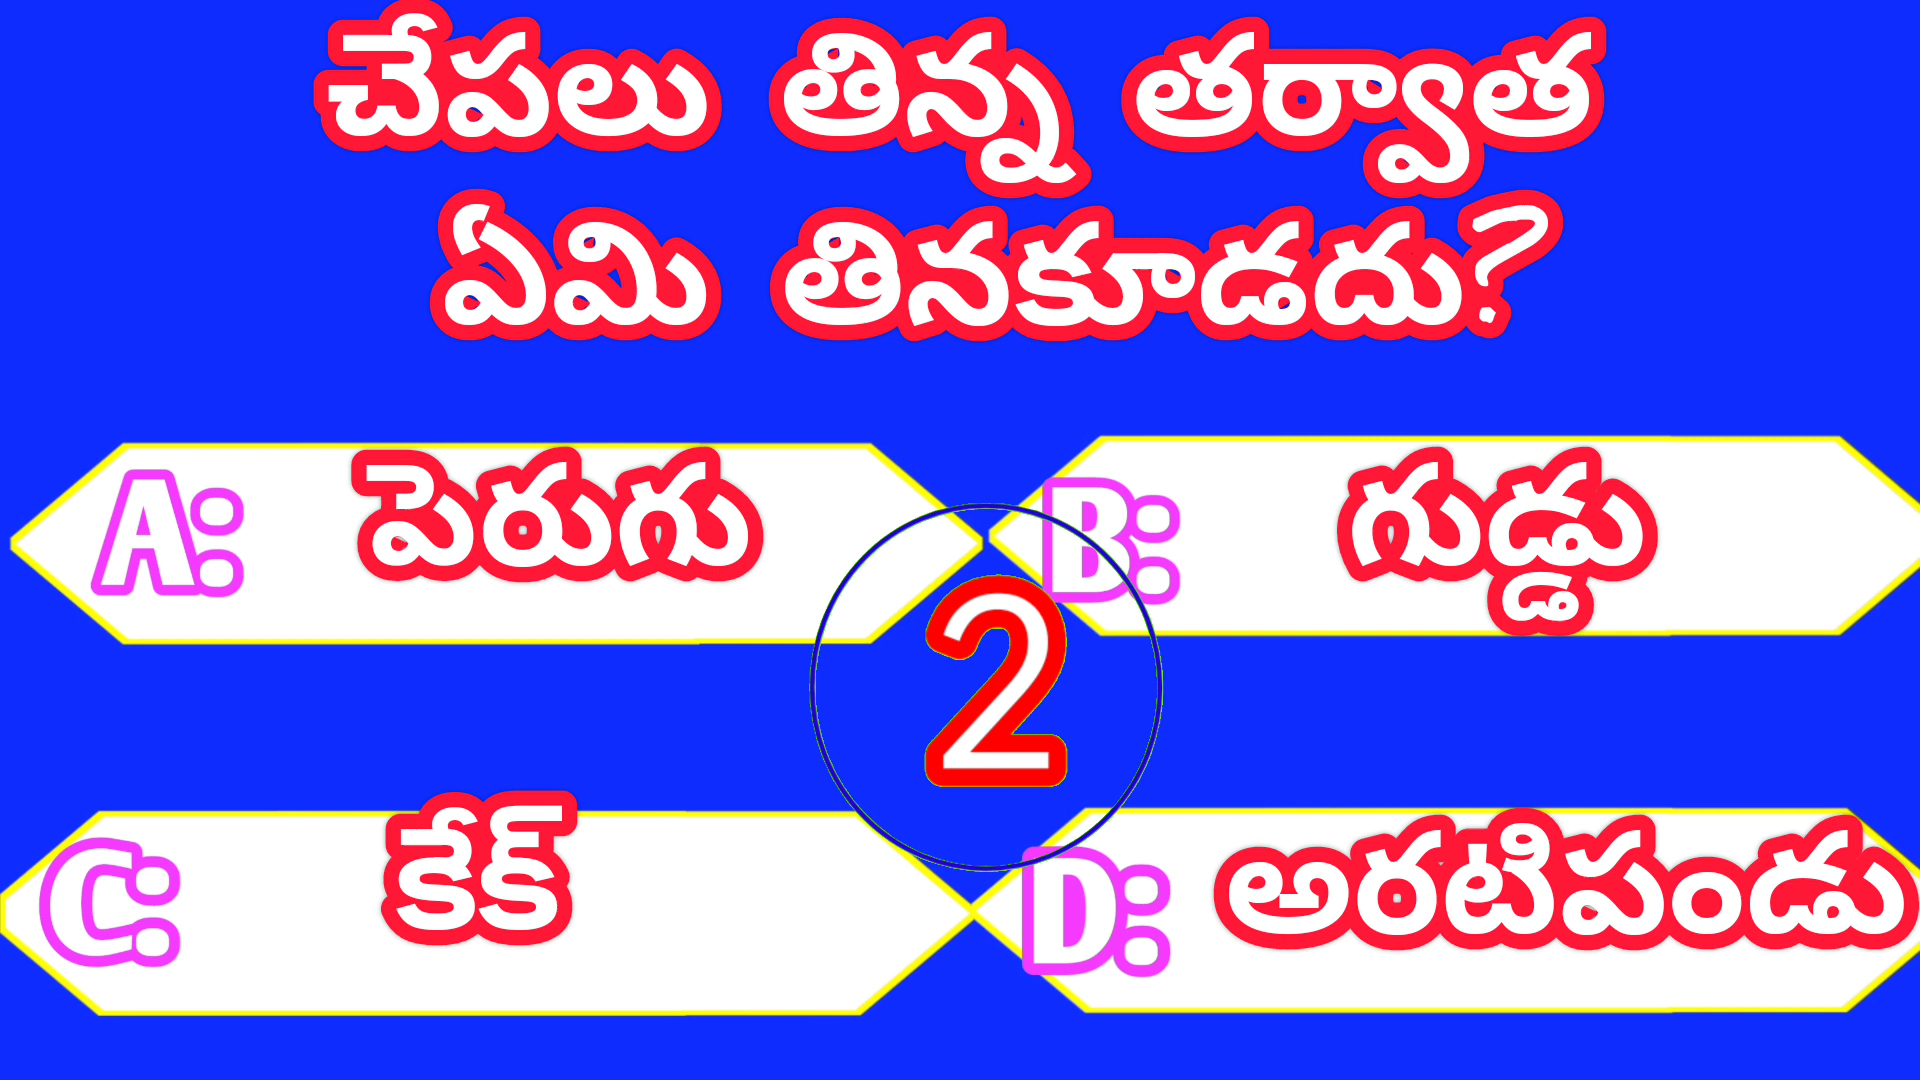 చేపలు తిన్న తర్వాత
ఏమి తినకూడదు?
A: పెరుగు
B: గుడ్డు
2
C: కేక్
D: అరటిపండు